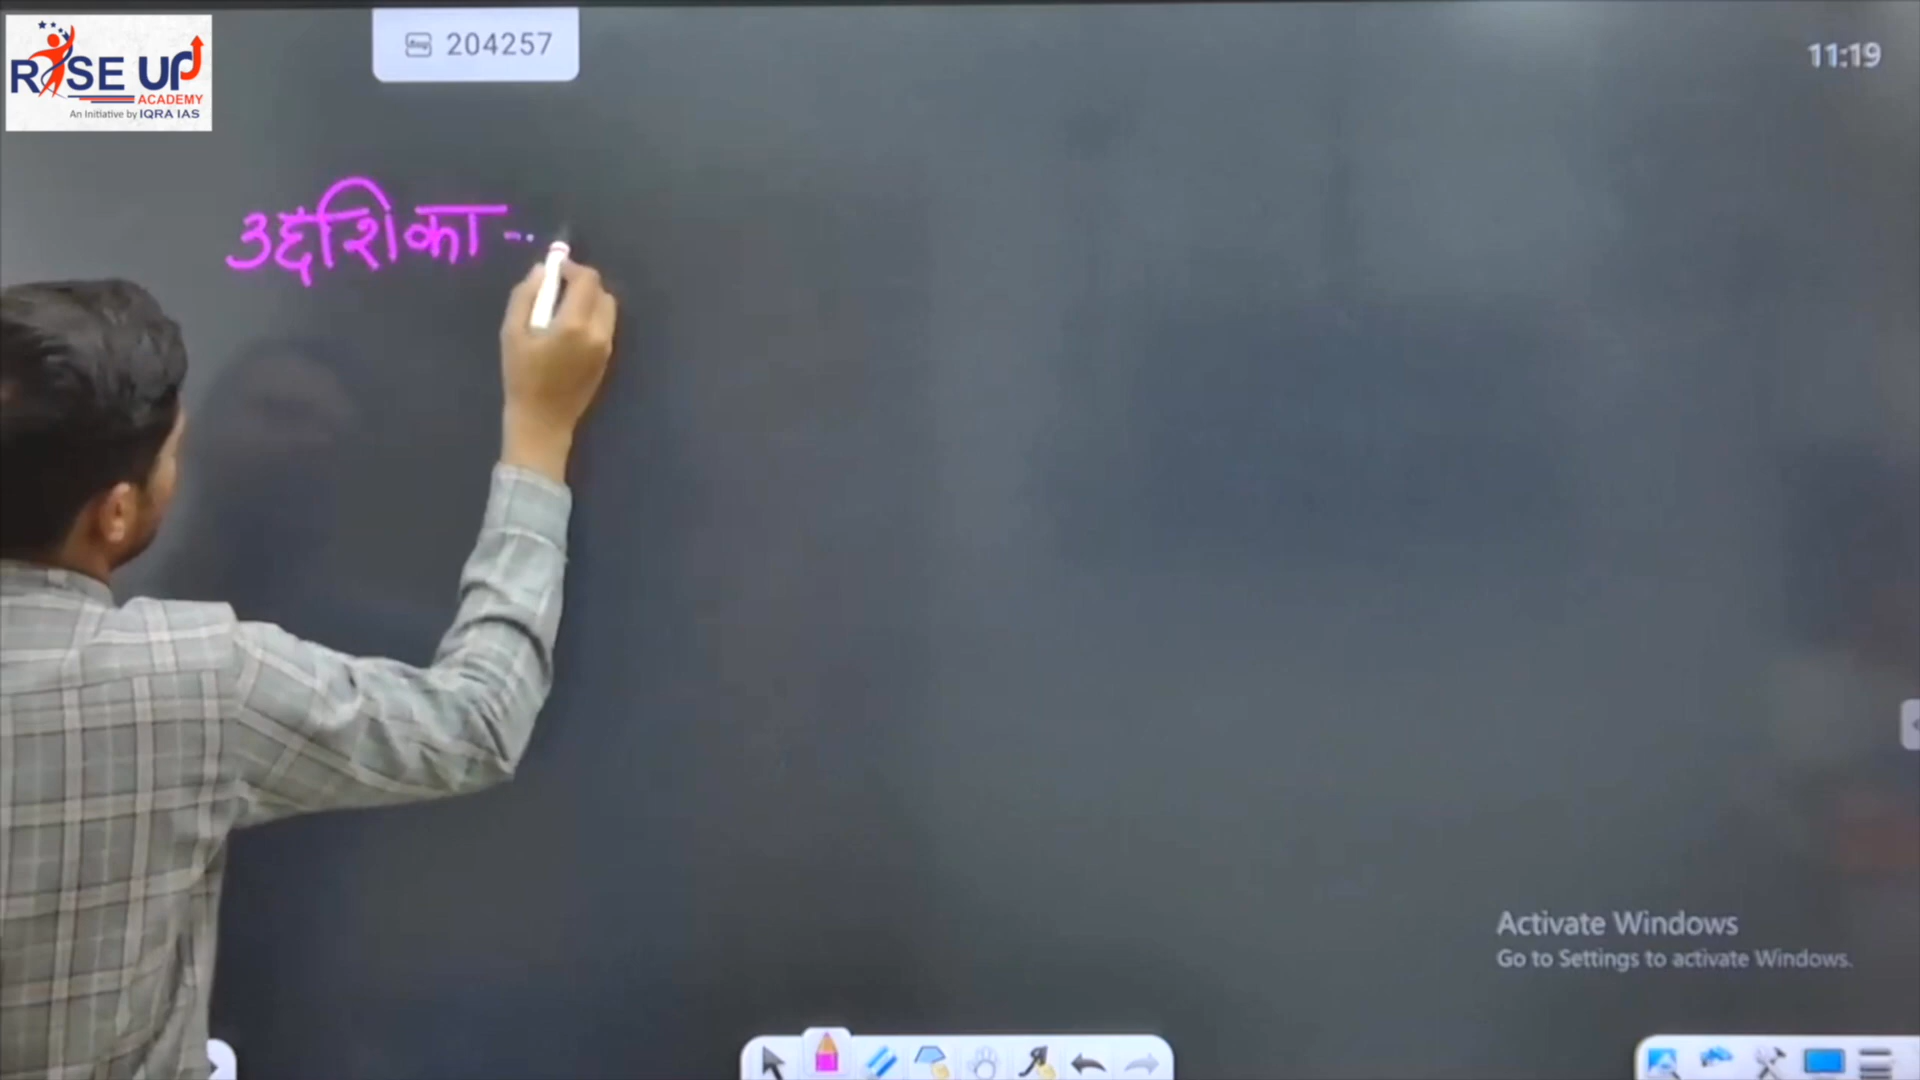 RISE UP
ACADEMY
An Initiative by IQRA IAS
204257
11:19
उद्देशिका --
Activate Windows
Go to Settings to activate Windows.